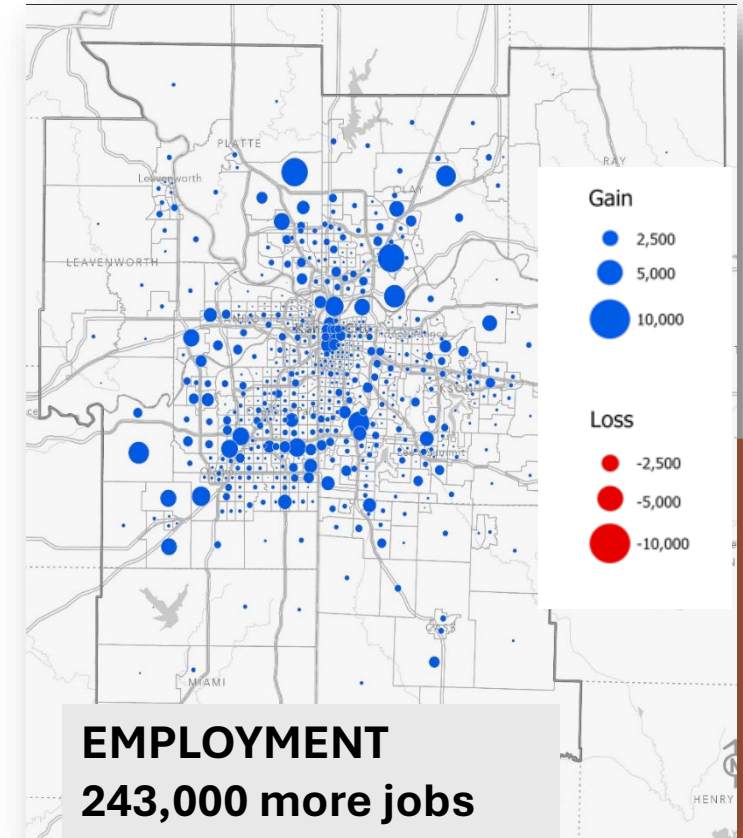 PLATTE
RAY
Leavenworth
CLAY
LEAVENWORTH
Gain
2,500
5,000
10,000
Loss
-2,500
-5,000
-10,000
CASS
MIAMI
EMPLOYMENT
243,000 more jobs
N
HENRY